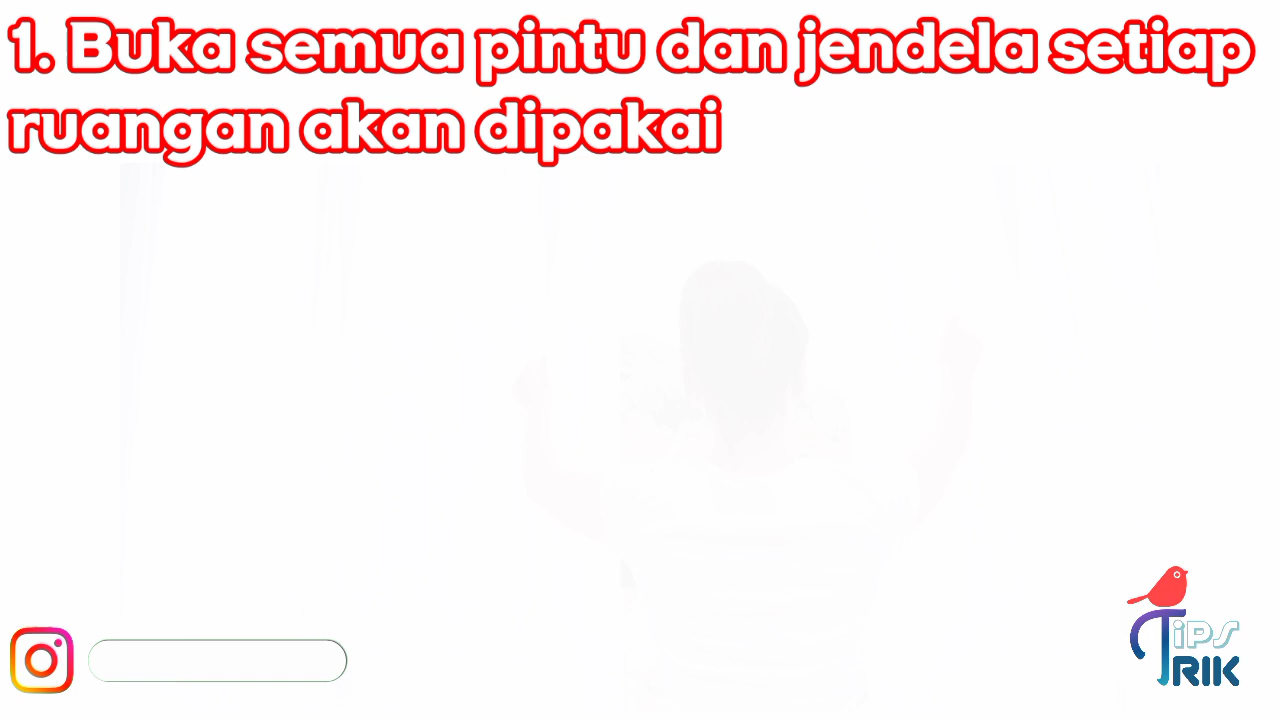 1. Buka semua pintu dan jendela setiap
ruangan akan dipakai
TiPS
TRIK